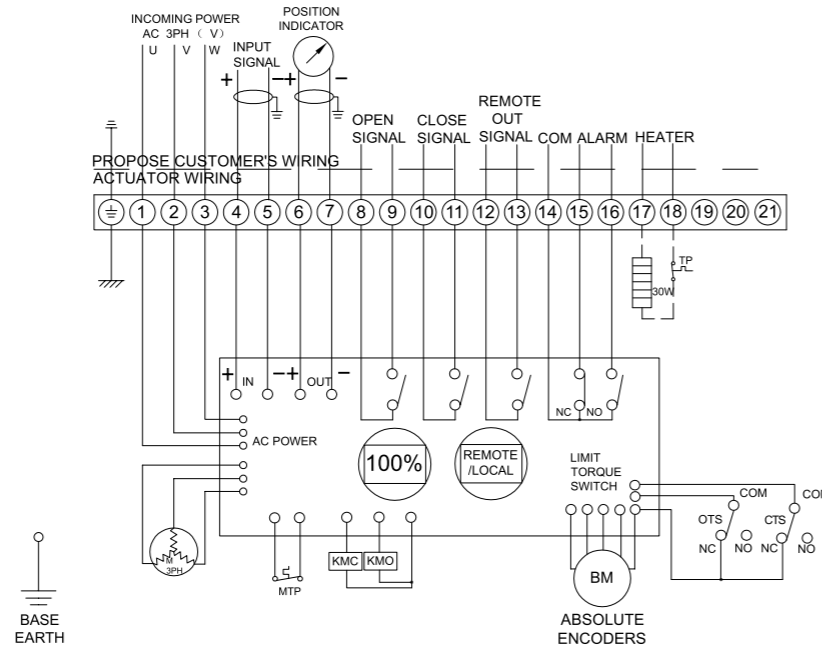 INCOMING POWER
AC 3PH ( V)
U V W
INPUT
SIGNAL
+ −
POSITION
INDICATOR
+ −
OPEN
SIGNAL
CLOSE
SIGNAL
REMOTE
OUT
SIGNAL
COM ALARM HEATER
PROPOSE CUSTOMER'S WIRING
ACTUATOR WIRING
1 2 3 4 5 6 7 8 9 10 11 12 13 14 15 16 17 18 19 20 21
TP
30W
+ IN −
+ OUT −
NC NO
AC POWER
100%
REMOTE
/LOCAL
LIMIT
TORQUE
SWITCH
COM
COM
OTS
NC NO
CTS
NC NO
M
3PH
MTP
KMC KMO
BM
BASE
EARTH
ABSOLUTE
ENCODERS